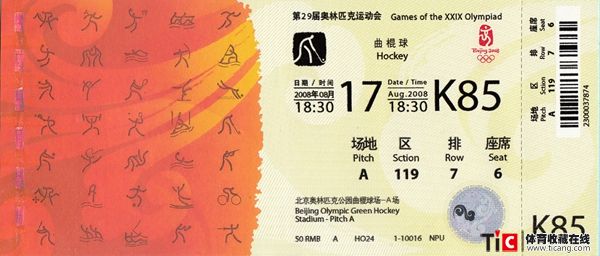 第29届奥林匹克运动会 Games of the XXIX Olympiad
曲棍球
Hockey
Beijing 2008
日期/时间
2008年08月
18:30
17
Date/Time
Aug.2008
18:30
K85
场地 区 排 座席
Pitch Sction Row Seat
A 119 7 6
北京奥林匹克公园曲棍球场—A场
Beijing Olympic Green Hockey
Stadium - Pitch A
50 RMB A HO24 1-10016 NPU
座席 Seat 6
排 Row 7
区 Sction 119
场地 Pitch A
2300037874
K85
TiC 体育收藏在线
www.ticang.com